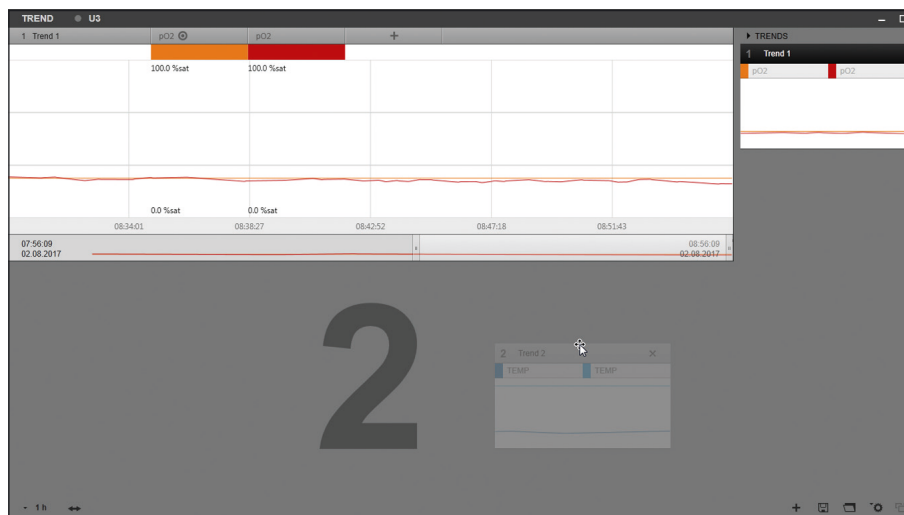 TREND U3
1 Trend 1 pO2 pO2 +
TRENDS
1 Trend 1
pO2 pO2
100.0 %sat 100.0 %sat
0.0 %sat 0.0 %sat
08:34:01 08:38:27 08:42:52 08:47:18 08:51:43
07:56:09 08:56:09
02.08.2017 02.08.2017
2
2 Trend 2
TEMP TEMP
- 1 h